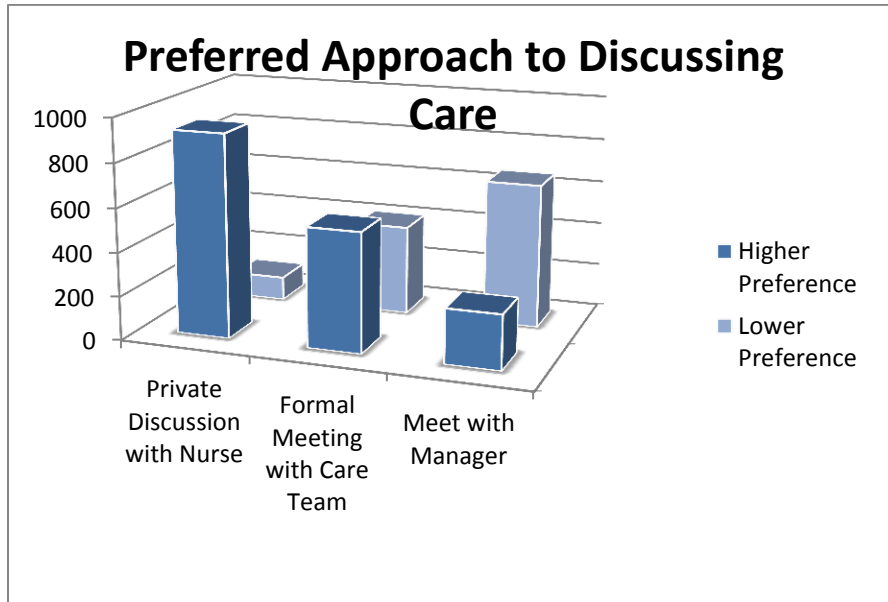 Preferred Approach to Discussing
Care
1000
800
600
400
200
0
Private
Discussion
with Nurse
Formal
Meeting
with Care
Team
Meet with
Manager
Higher
Preference
Lower
Preference